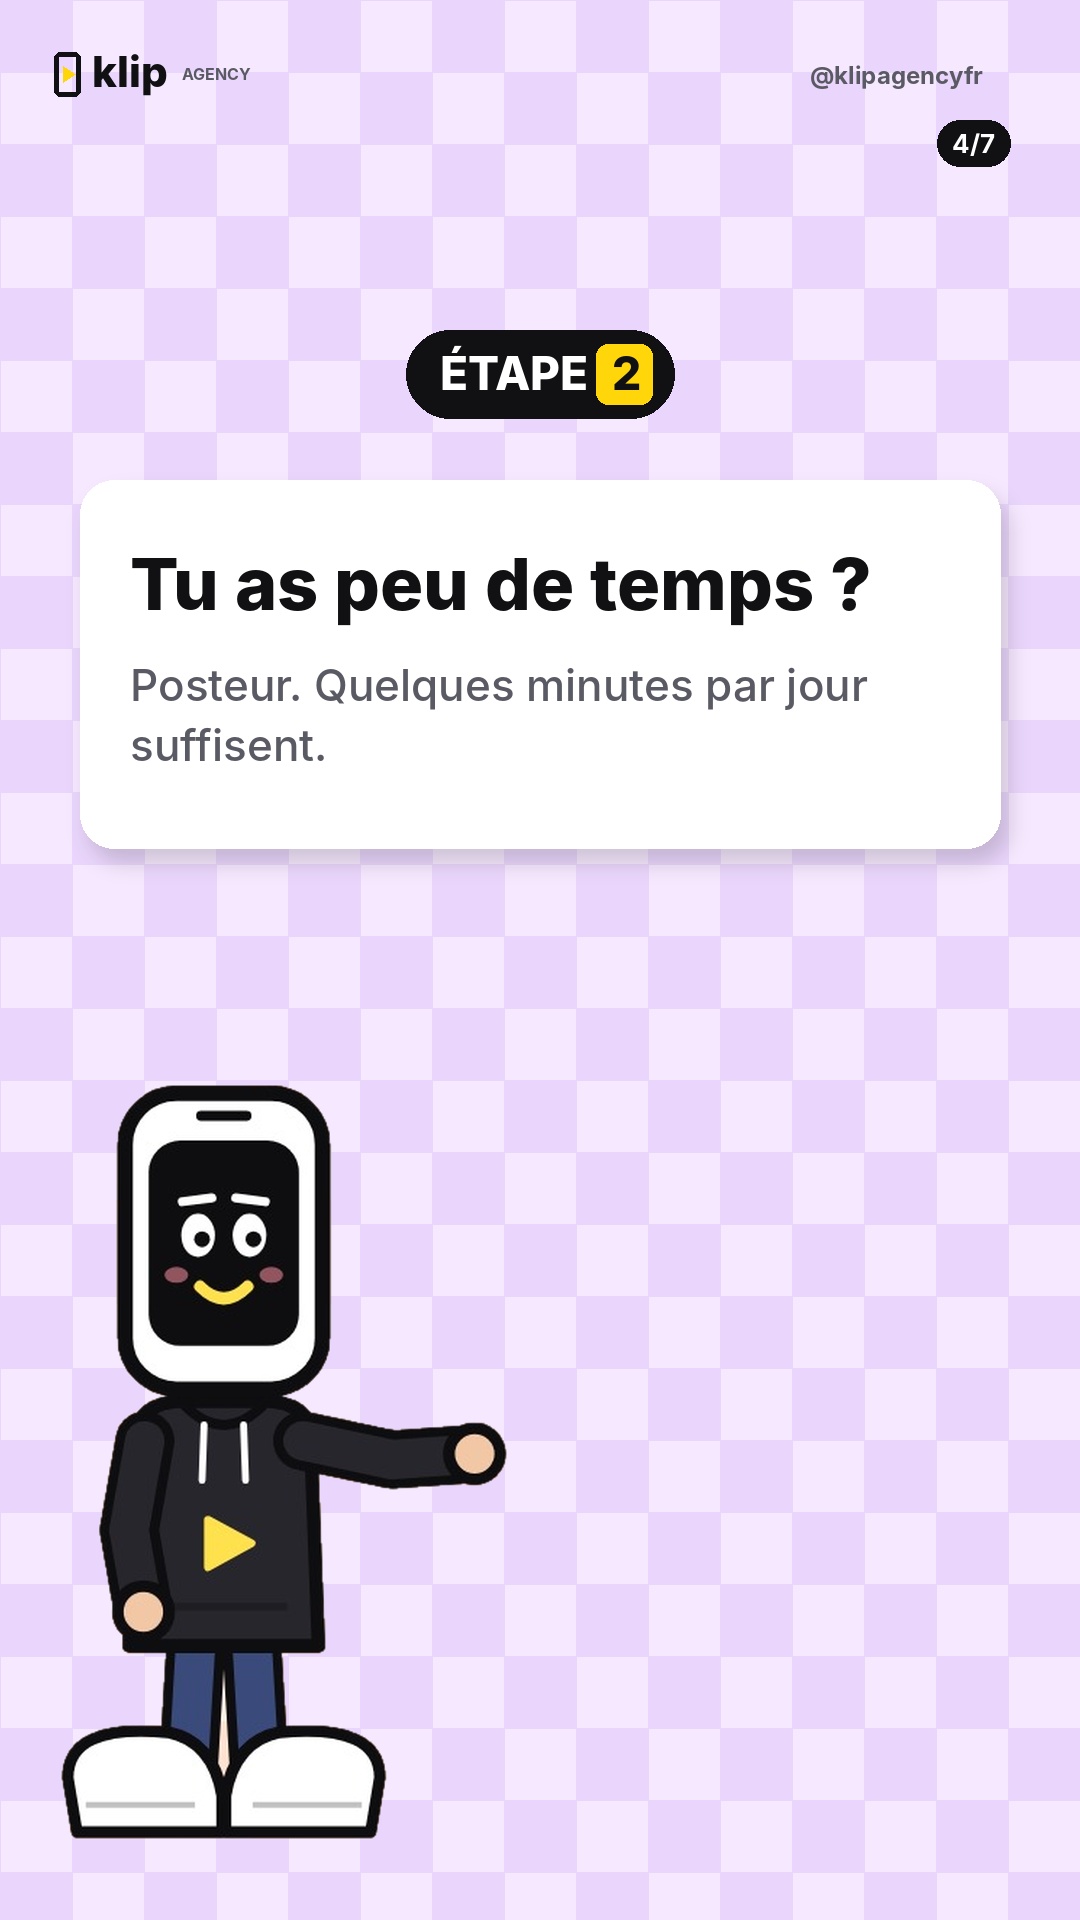 klip AGENCY
@klipagencyfr
4/7
ÉTAPE 2
Tu as peu de temps ?
Posteur. Quelques minutes par jour
suffisent.